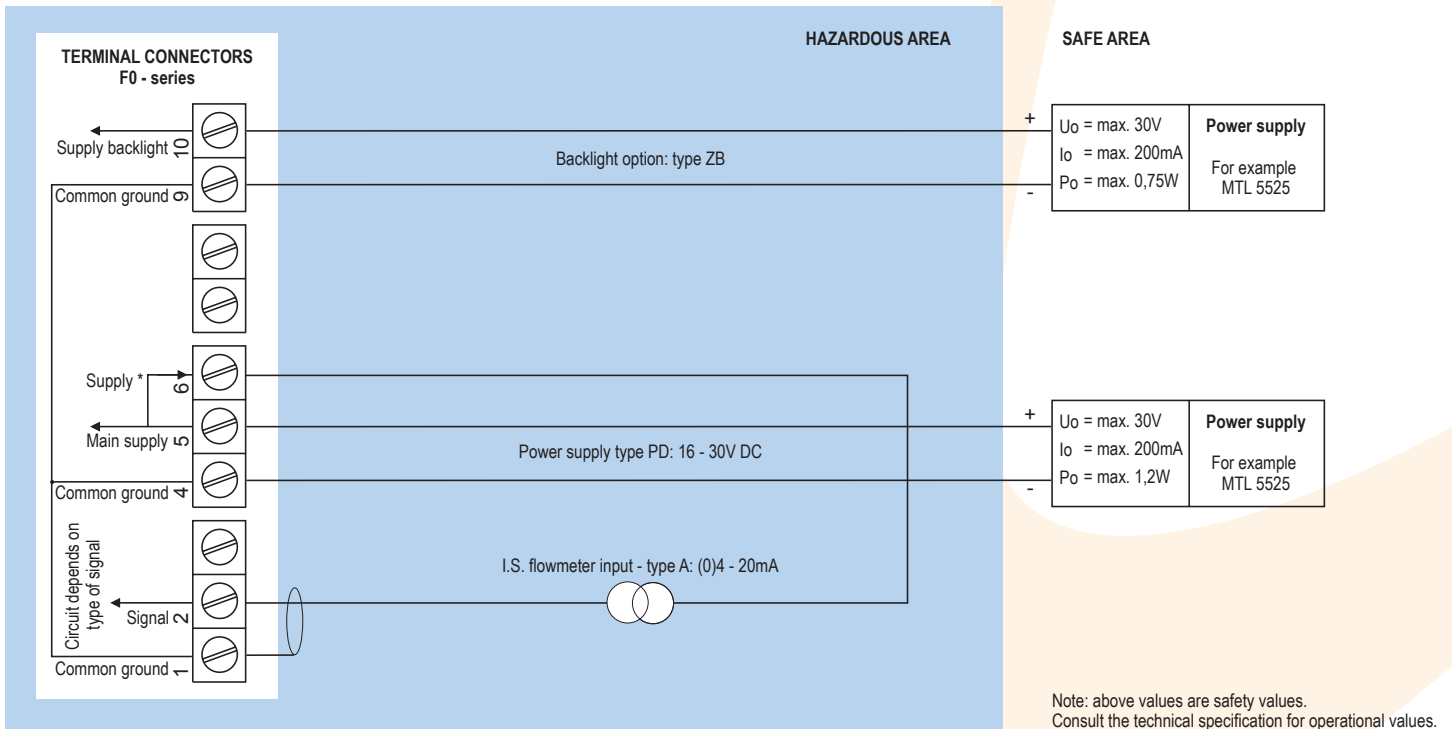 HAZARDOUS AREA
SAFE AREA
TERMINAL CONNECTORS
F0 - series
Supply backlight 10
Common ground 9
Backlight option: type ZB
+
-
Uo = max. 30V
Io = max. 200mA
Po = max. 0,75W
Power supply
For example
MTL 5525
Supply * 6
Main supply 5
Common ground 4
Power supply type PD: 16 - 30V DC
+
-
Uo = max. 30V
Io = max. 200mA
Po = max. 1,2W
Power supply
For example
MTL 5525
Circuit depends on
type of signal
Signal 2
Common ground 1
I.S. flowmeter input - type A: (0)4 - 20mA
Note: above values are safety values.
Consult the technical specification for operational values.